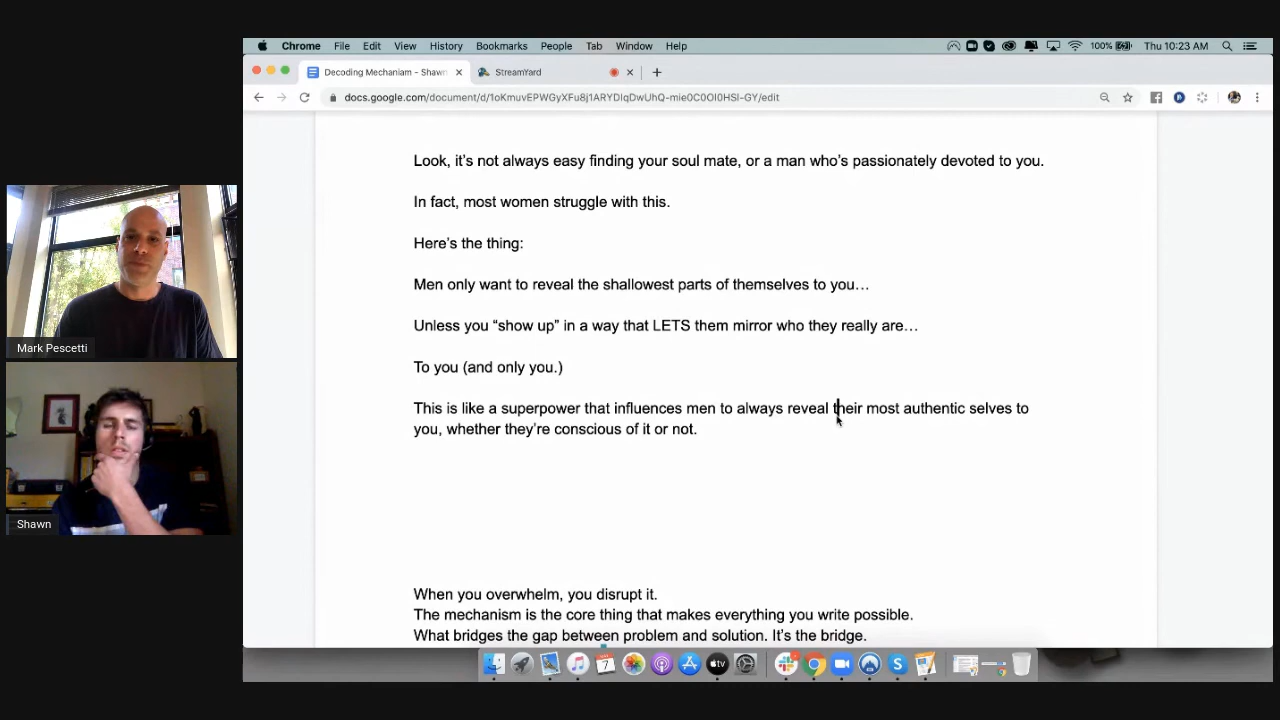 Chrome File Edit View History Bookmarks People Tab Window Help 100% Thu 10:23 AM
Decoding Mechaniam - Shawn StreamYard
docs.google.com/document/d/1oKmuvEPWGyXFu8j1ARYDIqDwUhQ-mie0C0OI0HSI-GY/edit
Look, it's not always easy finding your soul mate, or a man who's passionately devoted to you.
In fact, most women struggle with this.
Here's the thing:
Men only want to reveal the shallowest parts of themselves to you…
Unless you “show up” in a way that LETS them mirror who they really are…
To you (and only you.)
This is like a superpower that influences men to always reveal their most authentic selves to
you, whether they're conscious of it or not.
When you overwhelm, you disrupt it.
The mechanism is the core thing that makes everything you write possible.
What bridges the gap between problem and solution. It's the bridge.
Mark Pescetti
Shawn
7
tv